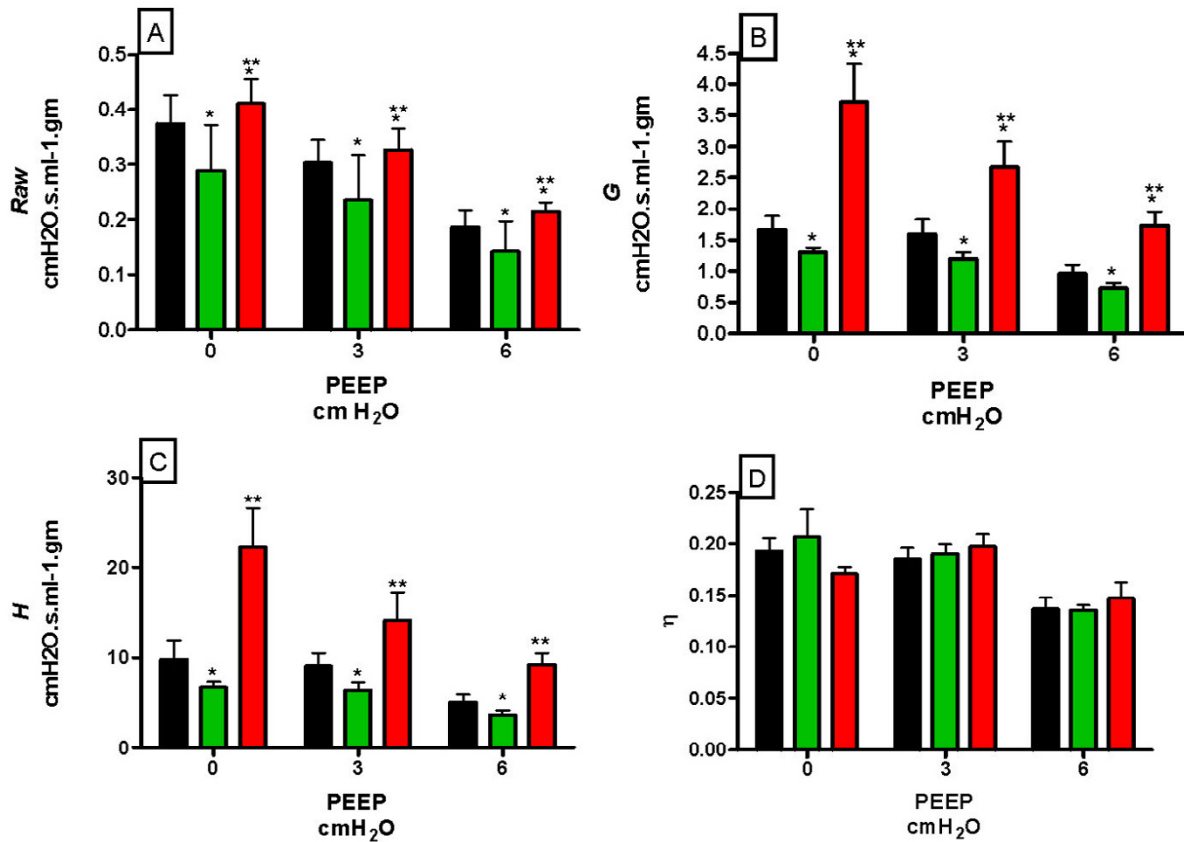 A
Raw
cmH2O.s.ml-1.gm
0.5
0.4
0.3
0.2
0.1
0.0
*
**
*
*
**
*
*
**
*
0 3 6
PEEP
cm H₂O
B
G
cmH2O.s.ml-1.gm
4.5
4.0
3.5
3.0
2.5
2.0
1.5
1.0
0.5
0.0
*
**
*
*
**
*
*
**
*
0 3 6
PEEP
cmH₂O
C
H
cmH2O.s.ml-1.gm
30
20
10
0
*
**
*
**
*
**
0 3 6
PEEP
cmH₂O
D
η
0.25
0.20
0.15
0.10
0.05
0.00
0 3 6
PEEP
cmH₂O